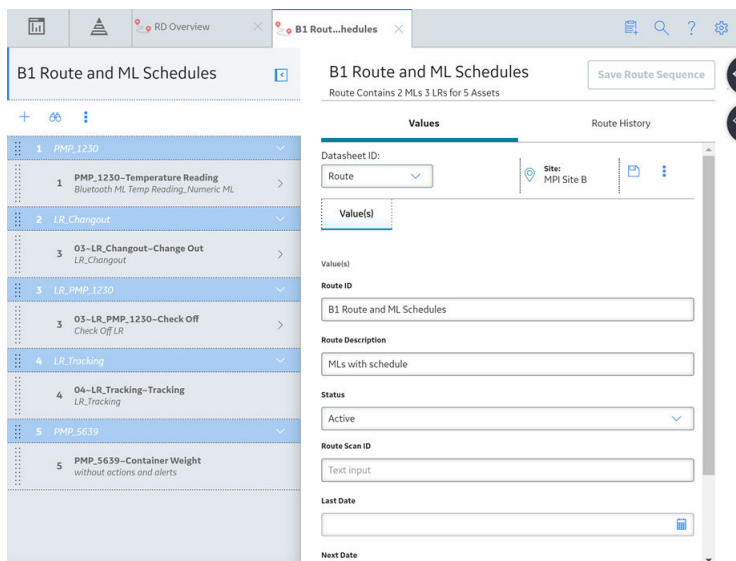 RD Overview
B1 Rout...hedules
B1 Route and ML Schedules
1 PMP_1230
1 PMP_1230~Temperature Reading
Bluetooth ML Temp Reading_Numeric ML
2 LR_Changout
3 03~LR_Changout~Change Out
LR_Changout
3 LR_PMP_1230
3 03~LR_PMP_1230~Check Off
Check Off LR
4 LR_Tracking
4 04~LR_Tracking~Tracking
LR_Tracking
5 PMP_5639
5 PMP_5639~Container Weight
without actions and alerts
B1 Route and ML Schedules
Route Contains 2 MLs 3 LRs for 5 Assets
Save Route Sequence
Values
Route History
Datasheet ID:
Route
Site:
MPI Site B
Value(s)
Value(s)
Route ID
B1 Route and ML Schedules
Route Description
MLs with schedule
Status
Active
Route Scan ID
Text input
Last Date
Next Date